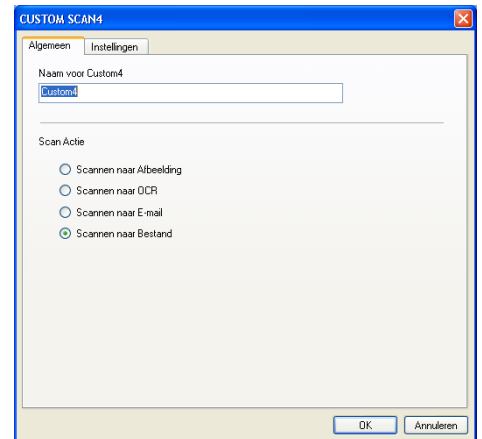 CUSTOM SCAN4
Algemeen Instellingen
Naam voor Custom4
Custom4
Scan Actie
Scannen naar Afbeelding
Scannen naar OCR
Scannen naar E-mail
Scannen naar Bestand
OK Annuleren